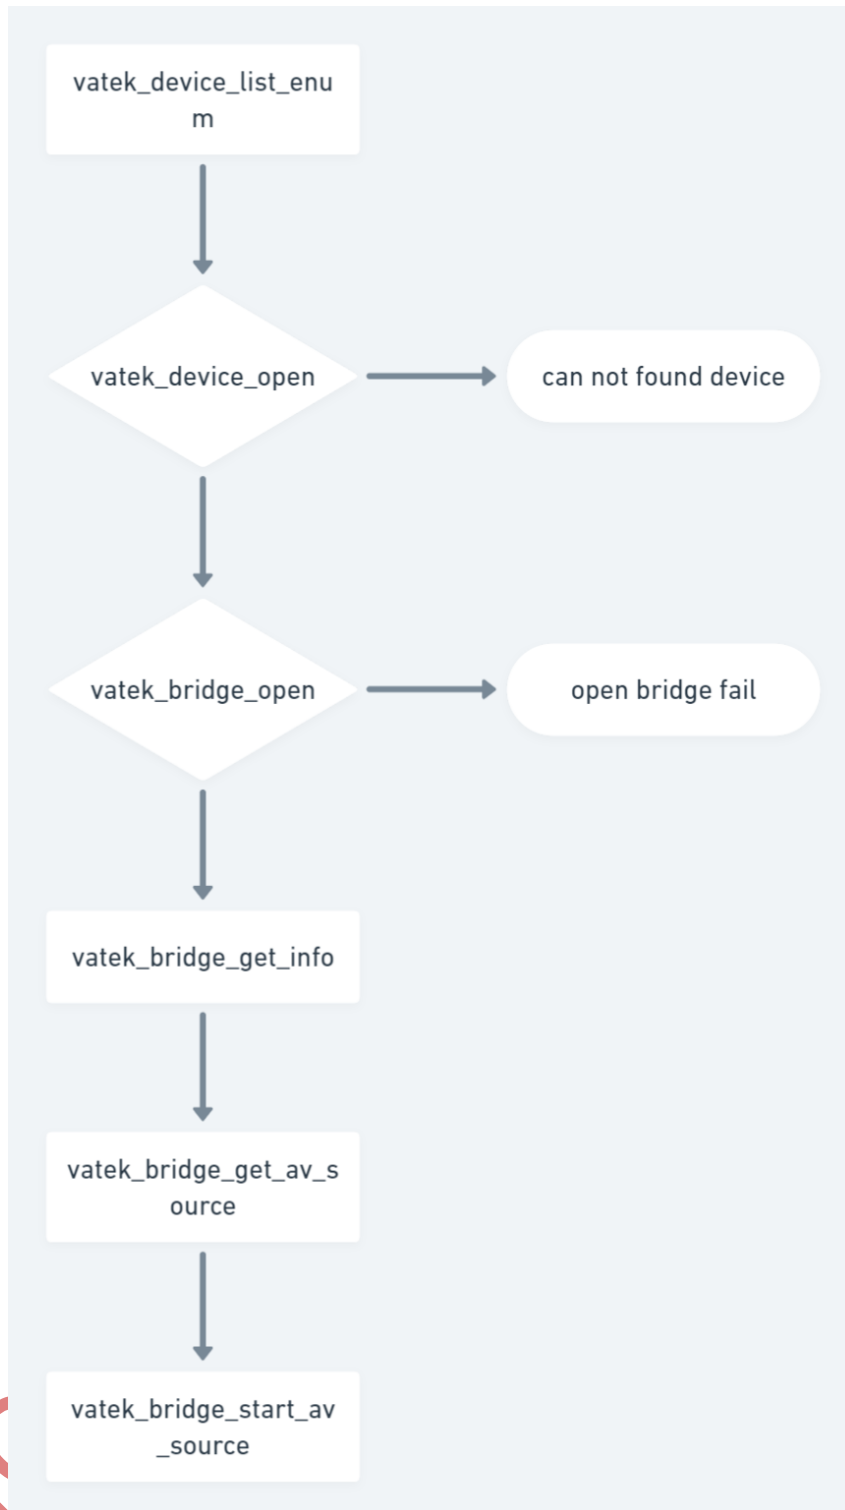 vatek_device_list_enu
m
vatek_device_open
can not found device
vatek_bridge_open
open bridge fail
vatek_bridge_get_info
vatek_bridge_get_av_s
ource
vatek_bridge_start_av
_source